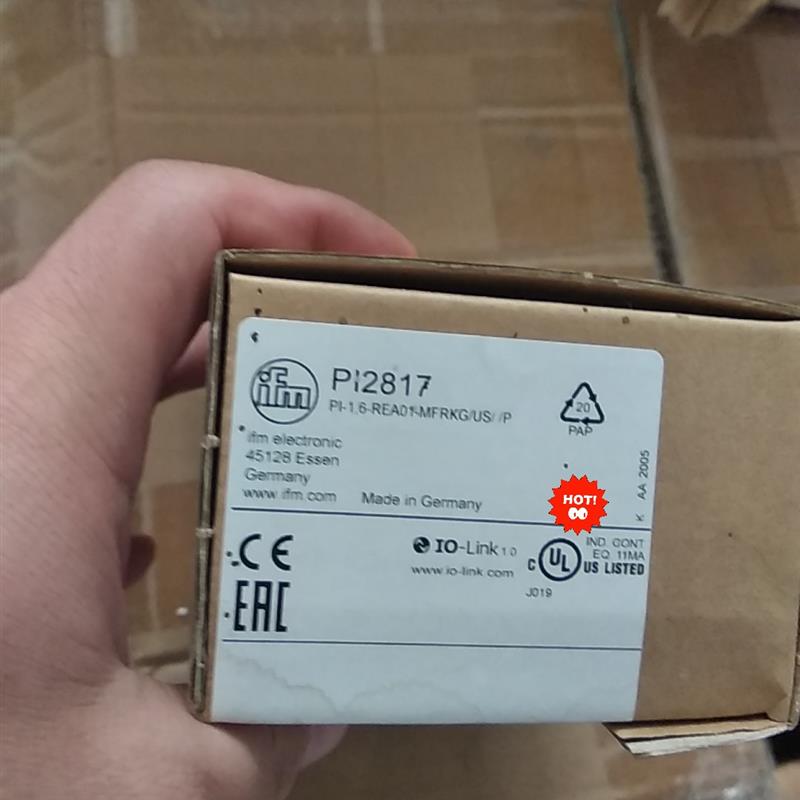 ifm
PI2817
PI-1,6-REA01-MFRKG/US/ /P
20
PAP
ifm electronic
45128 Essen
Germany
www.ifm.com
Made in Germany
K AA 2005
HOT!
CE
IO-Link 1.0
www.io-link.com
C UL US LISTED
IND. CONT
EQ. 11MA
J019
EAC